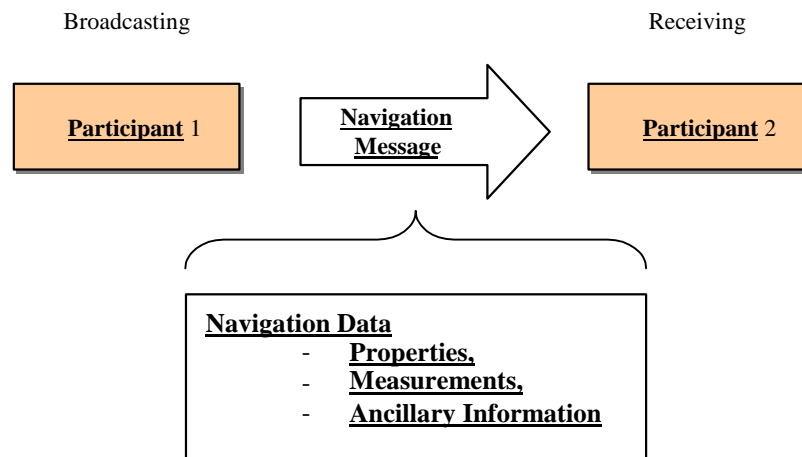 Broadcasting
Receiving
Participant 1
Navigation
Message
Participant 2
Navigation Data
- Properties,
- Measurements,
- Ancillary Information